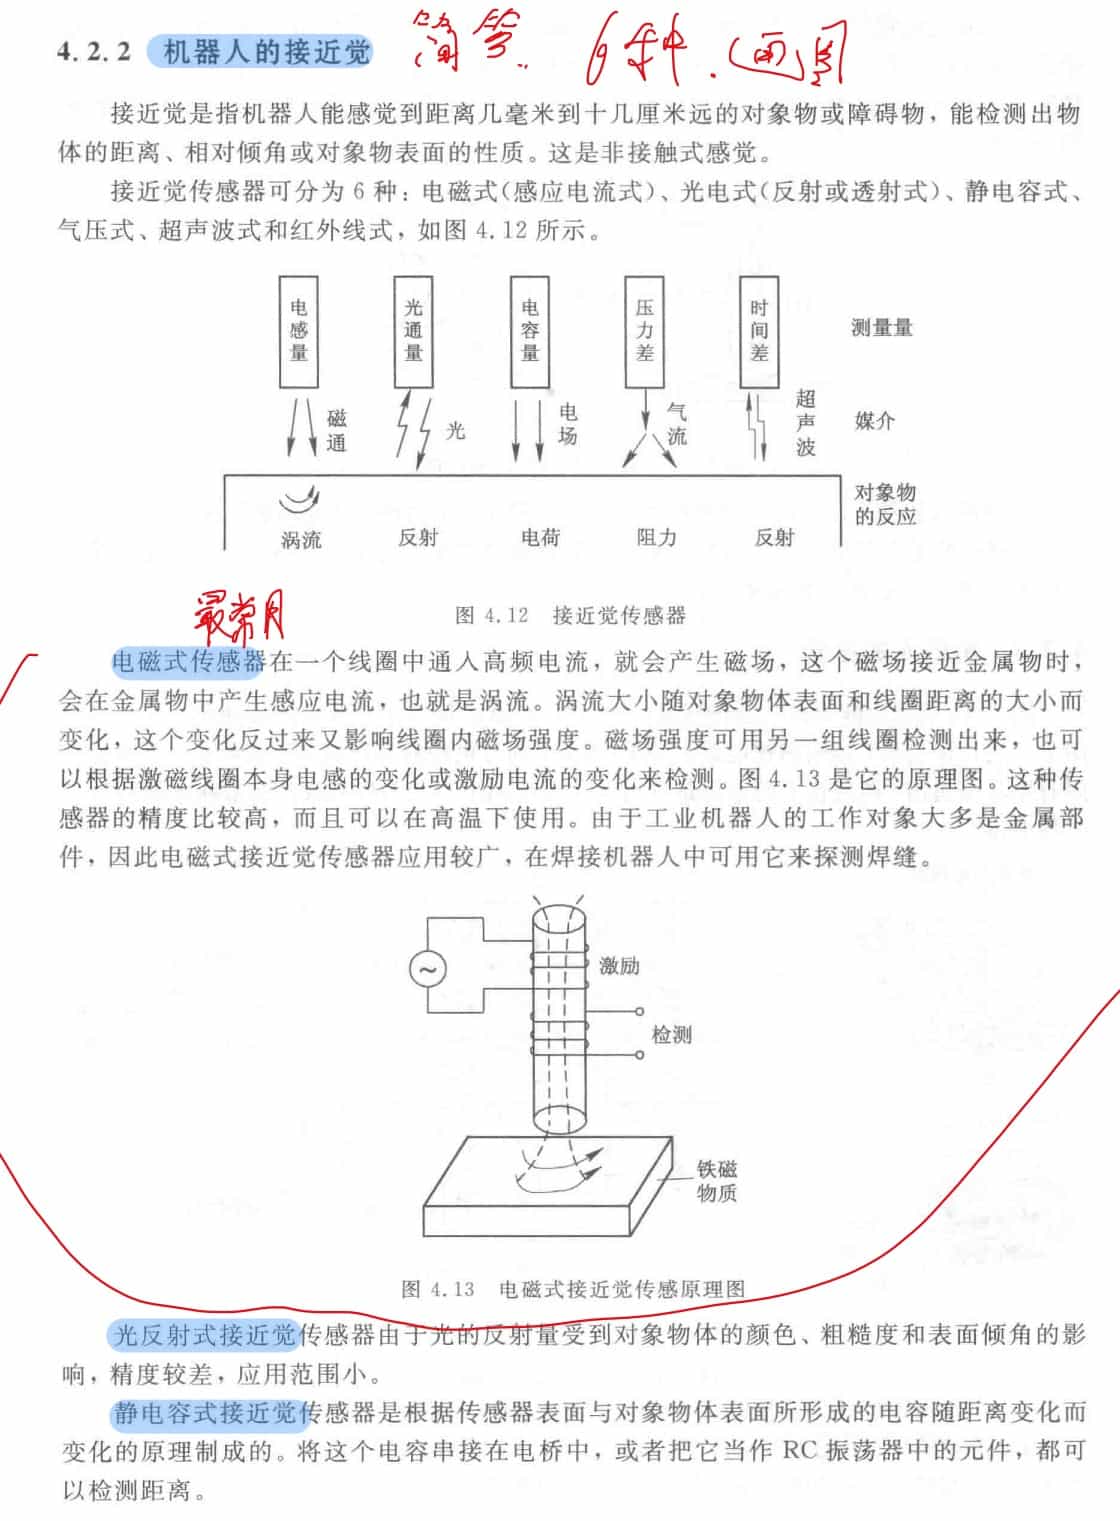 4.2.2 机器人的接近觉 简答. 6种.(画)图
接近觉是指机器人能感觉到距离几毫米到十几厘米远的对象物或障碍物，能检测出物
体的距离、相对倾角或对象物表面的性质。这是非接触式感觉。
接近觉传感器可分为6种：电磁式(感应电流式)、光电式(反射或透射式)、静电容式、
气压式、超声波式和红外线式，如图4.12所示。
电感量 光通量 电容量 压力差 时间差 测量量
磁通 光 电场 气流 超声波 媒介
涡流 反射 电荷 阻力 反射 对象物
的反应
图 4.12 接近觉传感器
最常用
电磁式传感器在一个线圈中通人高频电流，就会产生磁场，这个磁场接近金属物时，
会在金属物中产生感应电流，也就是涡流。涡流大小随对象物体表面和线圈距离的大小而
变化，这个变化反过来又影响线圈内磁场强度。磁场强度可用另一组线圈检测出来，也可
以根据激磁线圈本身电感的变化或激励电流的变化来检测。图4.13是它的原理图。这种传
感器的精度比较高，而且可以在高温下使用。由于工业机器人的工作对象大多是金属部
件，因此电磁式接近觉传感器应用较广，在焊接机器人中可用它来探测焊缝。
~
激励
检测
铁磁
物质
图 4.13 电磁式接近觉传感原理图
光反射式接近觉传感器由于光的反射量受到对象物体的颜色、粗糙度和表面倾角的影
响，精度较差，应用范围小。
静电容式接近觉传感器是根据传感器表面与对象物体表面所形成的电容随距离变化而
变化的原理制成的。将这个电容串接在电桥中，或者把它当作RC振荡器中的元件，都可
以检测距离。